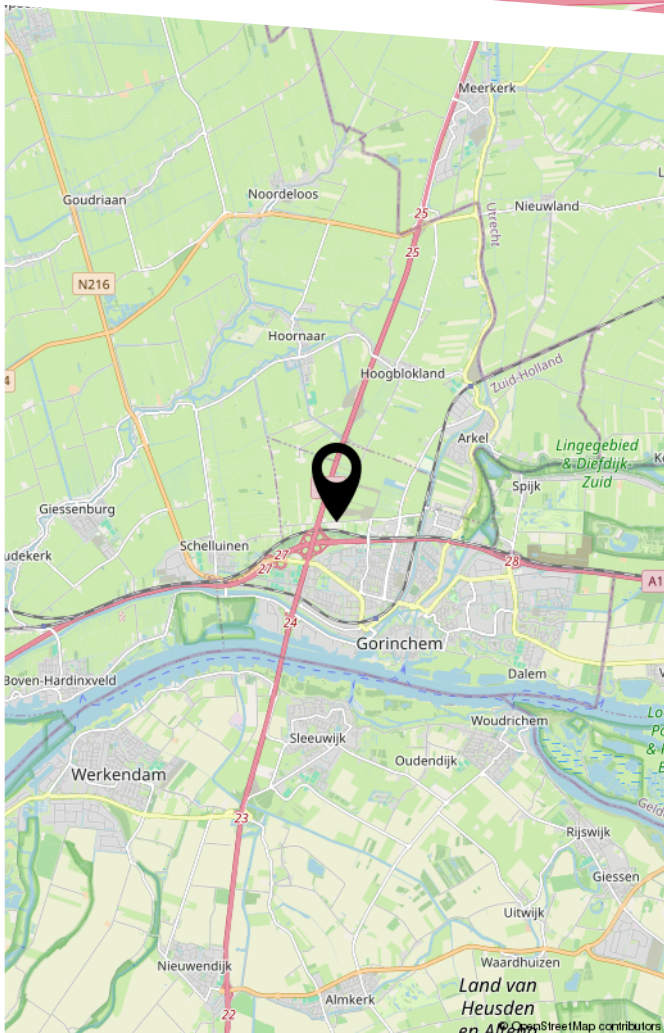 Meerkerk
Goudriaan
Noordeloos
Nieuwland
25
Utrecht
25
N216
Hoornaar
Hoogblokland
Zuid-Holland
Arkel
Lingegebied
& Diefdijk-
Zuid
Spijk
Giessenburg
Schelluinen
27
27
28
A1
24
Gorinchem
Boven-Hardinxveld
Dalem
Woudrichem
Sleeuwijk
Oudendijk
Werkendam
23
Rijswijk
Giessen
Uitwijk
Waardhuizen
Nieuwendijk
Almkerk
22
Land van
Heusden
en Altena
© OpenStreetMap contributors